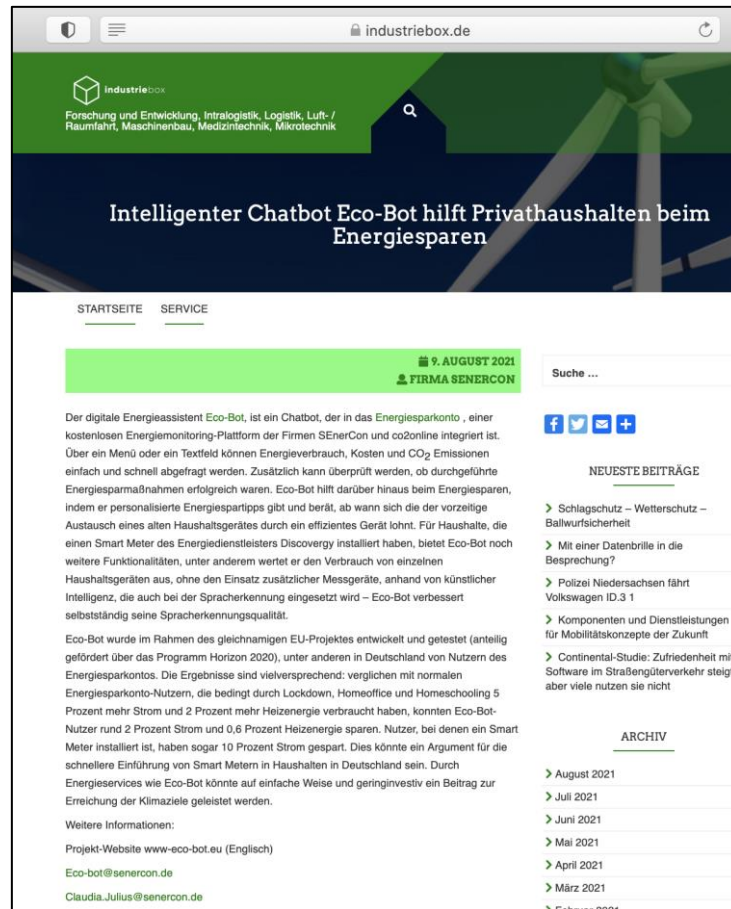 industriebox.de
industriebox
Forschung und Entwicklung, Intralogistik, Logistik, Luft- /
Raumfahrt, Maschinenbau, Medizintechnik, Mikrotechnik
Intelligenter Chatbot Eco-Bot hilft Privathaushalten beim
Energiesparen
STARTSEITE SERVICE
9. AUGUST 2021
FIRMA SENERCON
Der digitale Energieassistent Eco-Bot, ist ein Chatbot, der in das Energiesparkonto , einer
kostenlosen Energiemonitoring-Plattform der Firmen SEnerCon und co2online integriert ist.
Über ein Menü oder ein Textfeld können Energieverbrauch, Kosten und CO2 Emissionen
einfach und schnell abgefragt werden. Zusätzlich kann überprüft werden, ob durchgeführte
Energiesparmaßnahmen erfolgreich waren. Eco-Bot hilft darüber hinaus beim Energiesparen,
indem er personalisierte Energiespartipps gibt und berät, ab wann sich die der vorzeitige
Austausch eines alten Haushaltsgerätes durch ein effizientes Gerät lohnt. Für Haushalte, die
einen Smart Meter des Energiedienstleisters Discovergy installiert haben, bietet Eco-Bot noch
weitere Funktionalitäten, unter anderem wertet er den Verbrauch von einzelnen
Haushaltsgeräten aus, ohne den Einsatz zusätzlicher Messgeräte, anhand von künstlicher
Intelligenz, die auch bei der Spracherkennung eingesetzt wird – Eco-Bot verbessert
selbstständig seine Spracherkennungsqualität.
Eco-Bot wurde im Rahmen des gleichnamigen EU-Projektes entwickelt und getestet (anteilig
gefördert über das Programm Horizon 2020), unter anderen in Deutschland von Nutzern des
Energiesparkontos. Die Ergebnisse sind vielversprechend: verglichen mit normalen
Energiesparkonto-Nutzern, die bedingt durch Lockdown, Homeoffice und Homeschooling 5
Prozent mehr Strom und 2 Prozent mehr Heizenergie verbraucht haben, konnten Eco-Bot-
Nutzer rund 2 Prozent Strom und 0,6 Prozent Heizenergie sparen. Nutzer, bei denen ein Smart
Meter installiert ist, haben sogar 10 Prozent Strom gespart. Dies könnte ein Argument für die
schnellere Einführung von Smart Metern in Haushalten in Deutschland sein. Durch
Energieservices wie Eco-Bot könnte auf einfache Weise und geringinvestiv ein Beitrag zur
Erreichung der Klimaziele geleistet werden.
Weitere Informationen:
Projekt-Website www-eco-bot.eu (Englisch)
Eco-bot@senercon.de
Claudia.Julius@senercon.de
Suche ...
NEUESTE BEITRÄGE
Schlagschutz – Wetterschutz –
Ballwurfsicherheit
Mit einer Datenbrille in die
Besprechung?
Polizei Niedersachsen fährt
Volkswagen ID.3 1
Komponenten und Dienstleistungen
für Mobilitätskonzepte der Zukunft
Continental-Studie: Zufriedenheit mit
Software im Straßengüterverkehr steigt
aber viele nutzen sie nicht
ARCHIV
August 2021
Juli 2021
Juni 2021
Mai 2021
April 2021
März 2021
Februar 2021